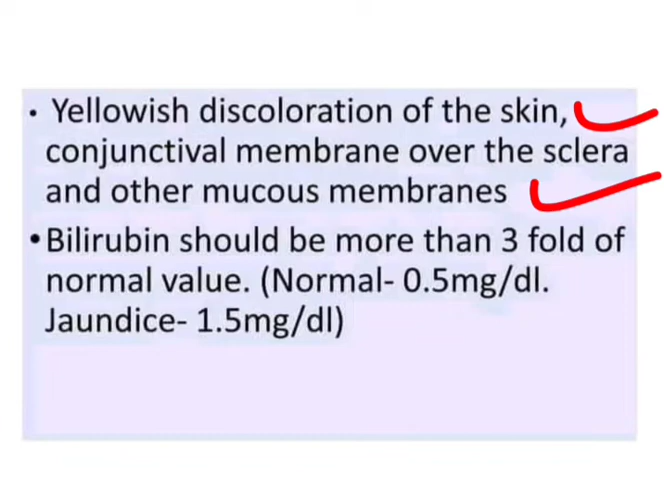 • Yellowish discoloration of the skin,
conjunctival membrane over the sclera
and other mucous membranes
• Bilirubin should be more than 3 fold of
normal value. (Normal- 0.5mg/dl.
Jaundice- 1.5mg/dl)